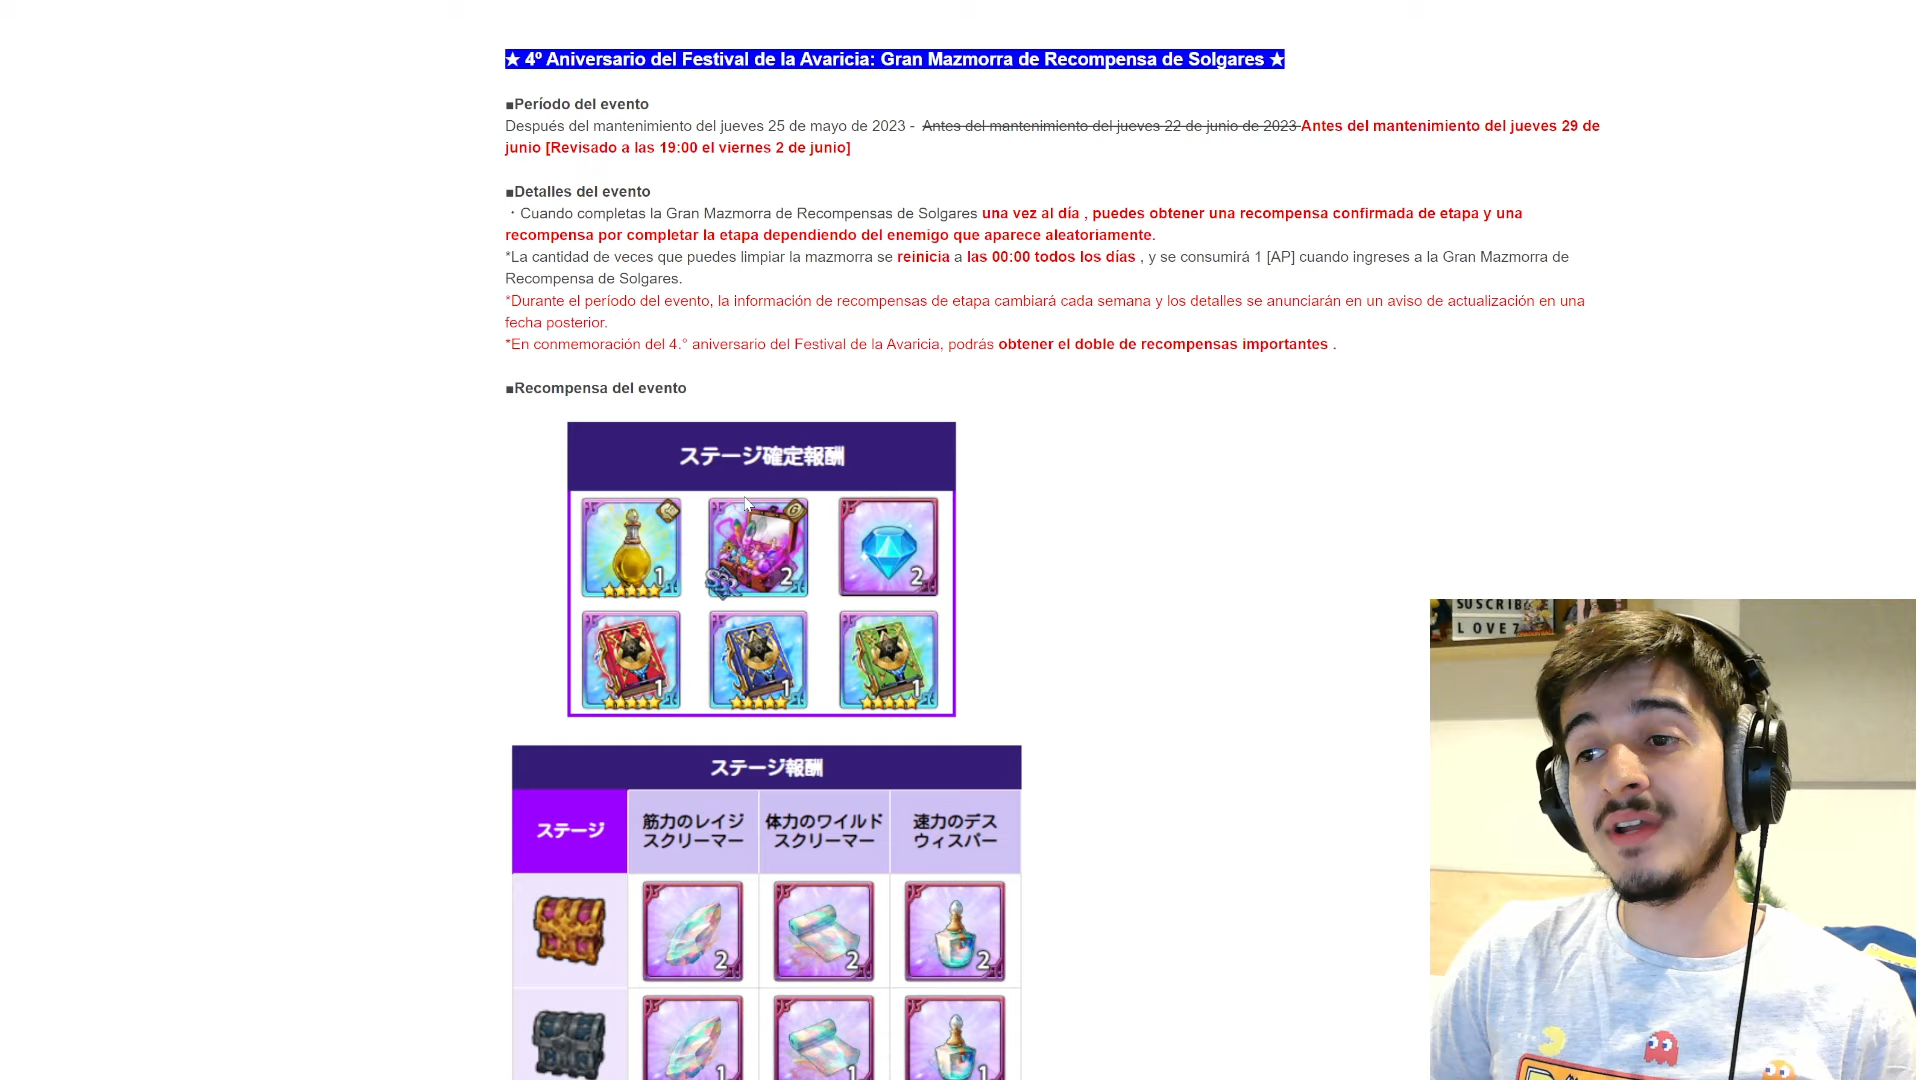 ★ 4º Aniversario del Festival de la Avaricia: Gran Mazmorra de Recompensa de Solgares ★
■Período del evento
Después del mantenimiento del jueves 25 de mayo de 2023 - Antes del mantenimiento del jueves 22 de junio de 2023 Antes del mantenimiento del jueves 29 de
junio [Revisado a las 19:00 el viernes 2 de junio]
■Detalles del evento
・Cuando completas la Gran Mazmorra de Recompensas de Solgares una vez al día , puedes obtener una recompensa confirmada de etapa y una
recompensa por completar la etapa dependiendo del enemigo que aparece aleatoriamente.
*La cantidad de veces que puedes limpiar la mazmorra se reinicia a las 00:00 todos los días , y se consumirá 1 [AP] cuando ingreses a la Gran Mazmorra de
Recompensa de Solgares.
*Durante el período del evento, la información de recompensas de etapa cambiará cada semana y los detalles se anunciarán en un aviso de actualización en una
fecha posterior.
*En conmemoración del 4.° aniversario del Festival de la Avaricia, podrás obtener el doble de recompensas importantes .
■Recompensa del evento
ステージ確定報酬
1 SSR 2 2
1 1 1
ステージ報酬
ステージ
筋力のレイジ
スクリーマー
体力のワイルド
スクリーマー
速力のデス
ウィスパー
2 2 2
1 1 1
SUSCRIB
LOVE7